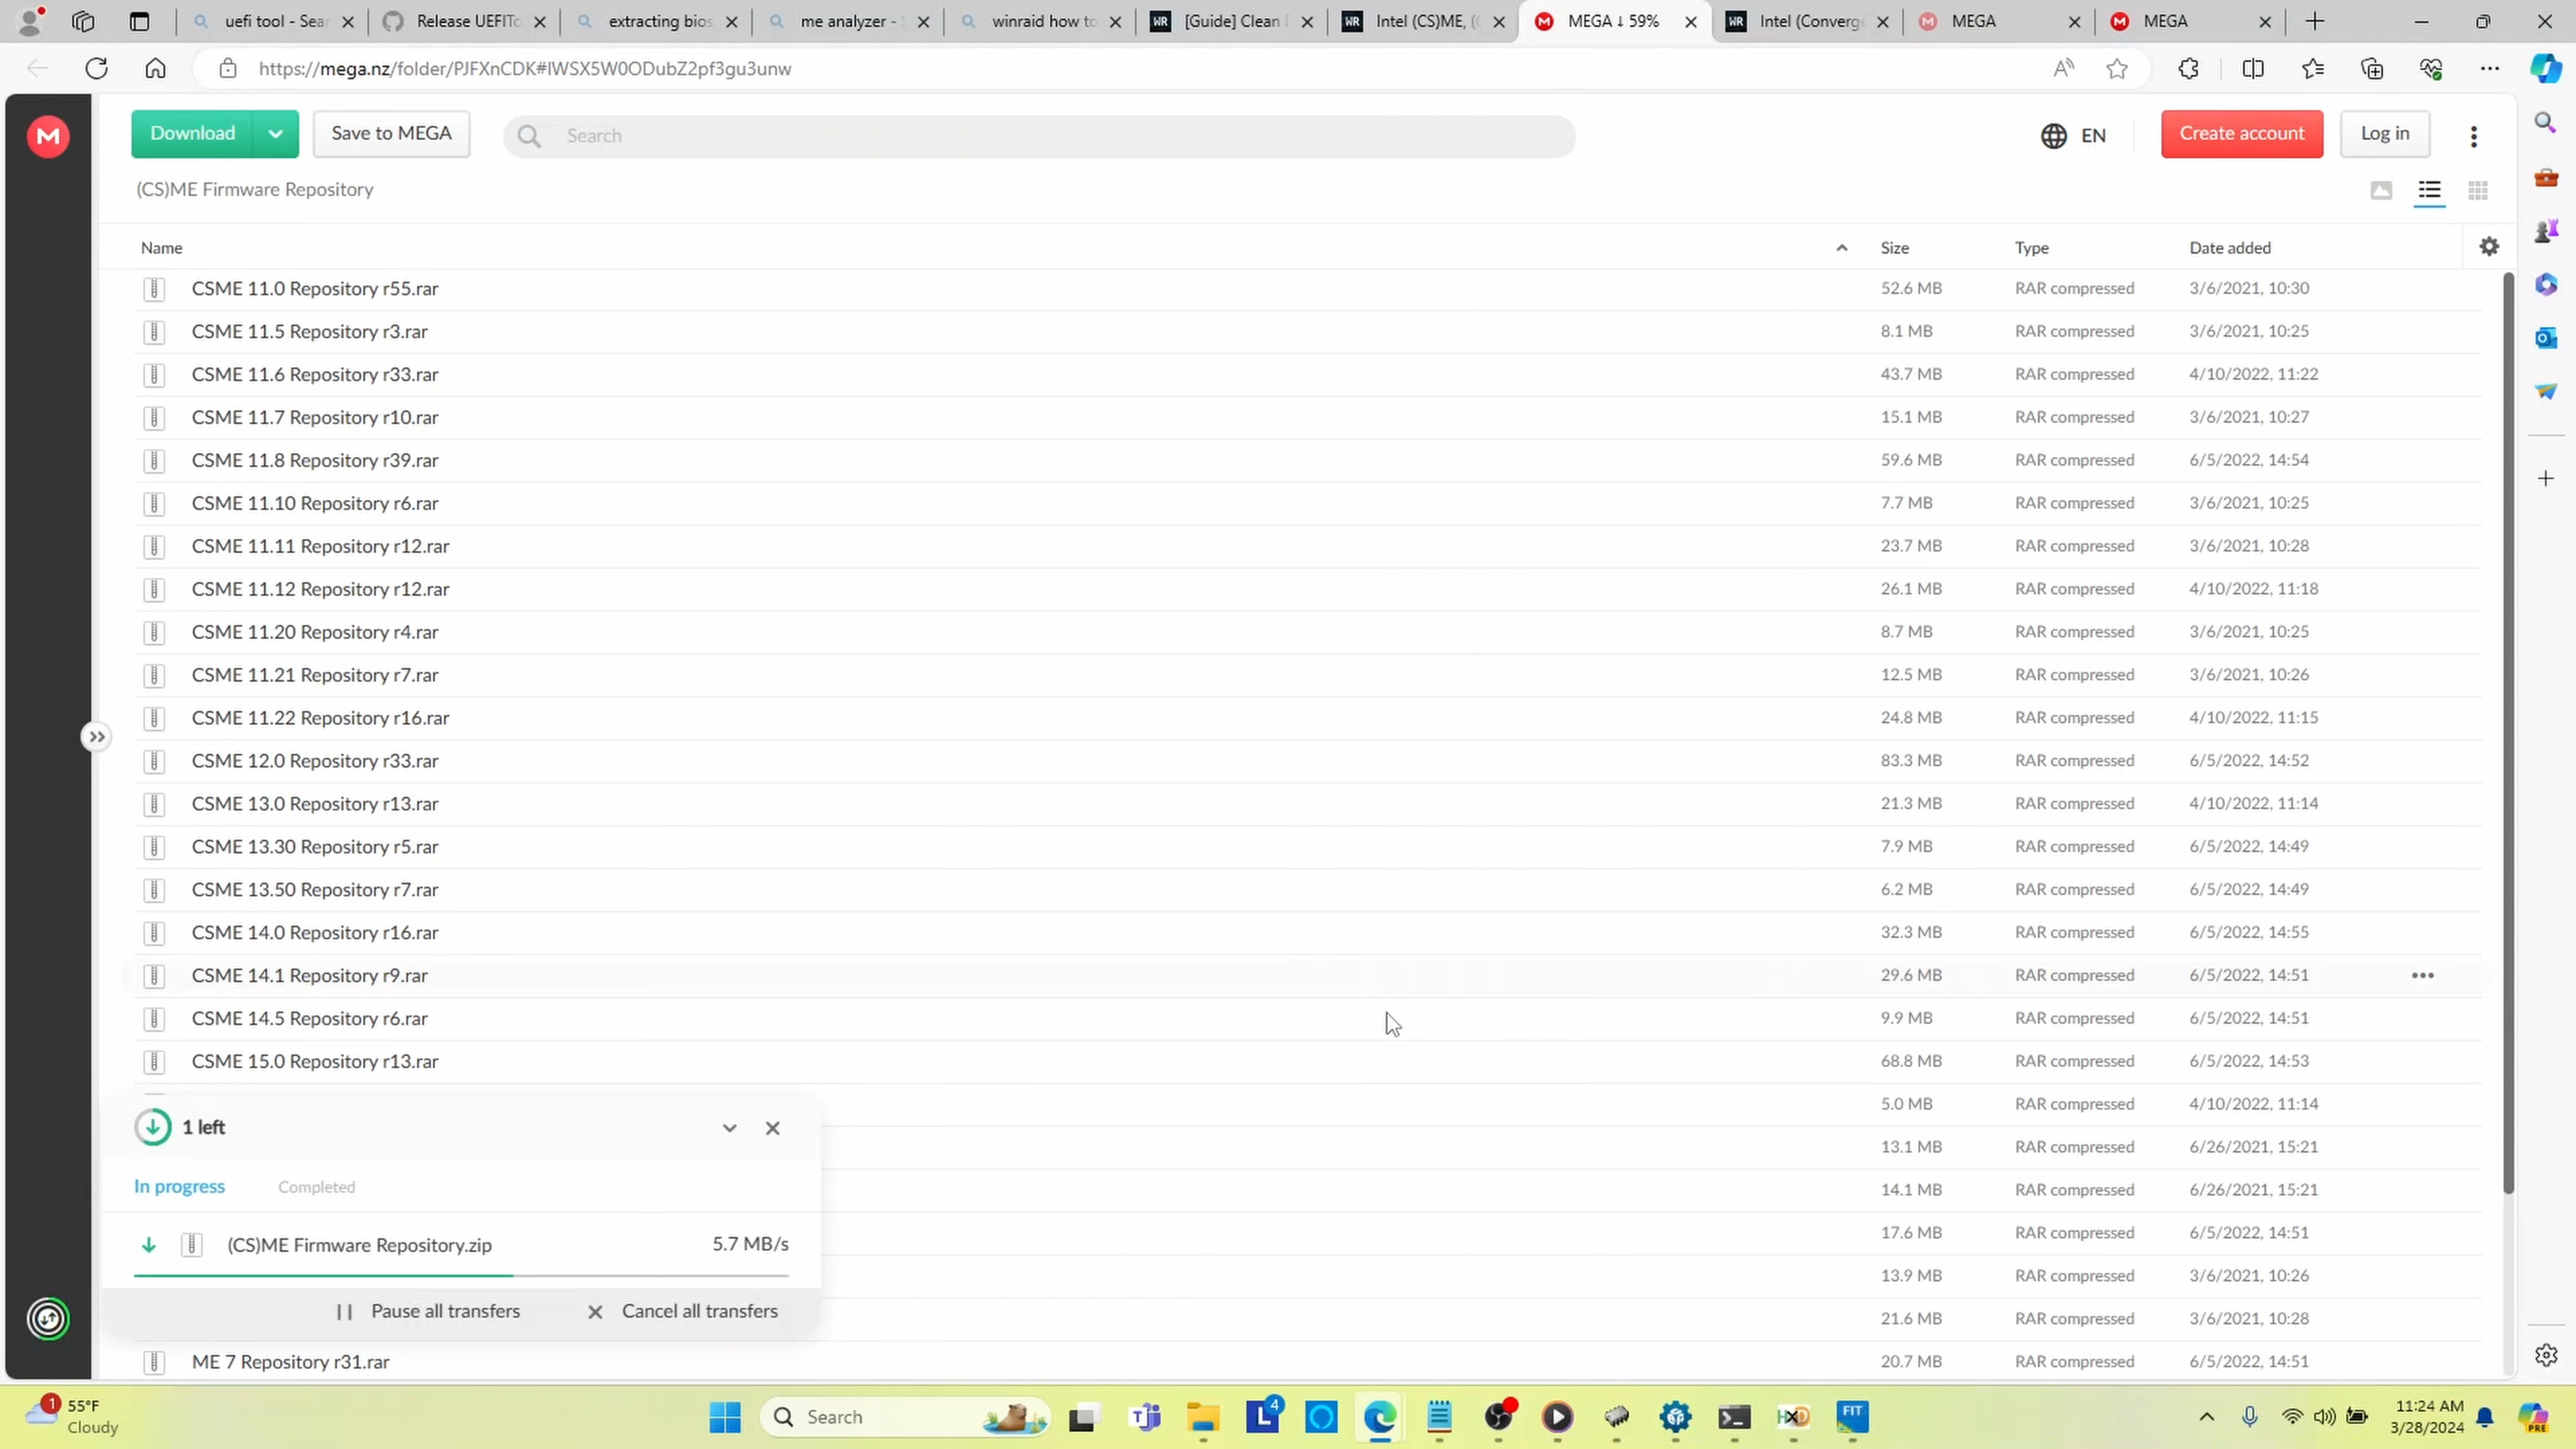 uefi tool - Sear
Release UEFITo
extracting bios
me analyzer - S
winraid how to
WR [Guide] Clean
WR Intel (CS)ME, (
MEGA ↓ 59%
WR Intel (Converge
MEGA
MEGA
https://mega.nz/folder/PJFXnCDK#IWSX5W0ODubZ2pf3gu3unw
M
Download
Save to MEGA
Search
EN
Create account
Log in
(CS)ME Firmware Repository
Name Size Type Date added
CSME 11.0 Repository r55.rar 52.6 MB RAR compressed 3/6/2021, 10:30
CSME 11.5 Repository r3.rar 8.1 MB RAR compressed 3/6/2021, 10:25
CSME 11.6 Repository r33.rar 43.7 MB RAR compressed 4/10/2022, 11:22
CSME 11.7 Repository r10.rar 15.1 MB RAR compressed 3/6/2021, 10:27
CSME 11.8 Repository r39.rar 59.6 MB RAR compressed 6/5/2022, 14:54
CSME 11.10 Repository r6.rar 7.7 MB RAR compressed 3/6/2021, 10:25
CSME 11.11 Repository r12.rar 23.7 MB RAR compressed 3/6/2021, 10:28
CSME 11.12 Repository r12.rar 26.1 MB RAR compressed 4/10/2022, 11:18
CSME 11.20 Repository r4.rar 8.7 MB RAR compressed 3/6/2021, 10:25
CSME 11.21 Repository r7.rar 12.5 MB RAR compressed 3/6/2021, 10:26
CSME 11.22 Repository r16.rar 24.8 MB RAR compressed 4/10/2022, 11:15
CSME 12.0 Repository r33.rar 83.3 MB RAR compressed 6/5/2022, 14:52
CSME 13.0 Repository r13.rar 21.3 MB RAR compressed 4/10/2022, 11:14
CSME 13.30 Repository r5.rar 7.9 MB RAR compressed 6/5/2022, 14:49
CSME 13.50 Repository r7.rar 6.2 MB RAR compressed 6/5/2022, 14:49
CSME 14.0 Repository r16.rar 32.3 MB RAR compressed 6/5/2022, 14:55
CSME 14.1 Repository r9.rar 29.6 MB RAR compressed 6/5/2022, 14:51
CSME 14.5 Repository r6.rar 9.9 MB RAR compressed 6/5/2022, 14:51
CSME 15.0 Repository r13.rar 68.8 MB RAR compressed 6/5/2022, 14:53
5.0 MB RAR compressed 4/10/2022, 11:14
1 left
13.1 MB RAR compressed 6/26/2021, 15:21
In progress Completed
14.1 MB RAR compressed 6/26/2021, 15:21
(CS)ME Firmware Repository.zip 5.7 MB/s
17.6 MB RAR compressed 6/5/2022, 14:51
13.9 MB RAR compressed 3/6/2021, 10:26
Pause all transfers Cancel all transfers
21.6 MB RAR compressed 3/6/2021, 10:28
ME 7 Repository r31.rar 20.7 MB RAR compressed 6/5/2022, 14:51
1
55°F
Cloudy
Search
L 4
FIT
11:24 AM
3/28/2024
PRE